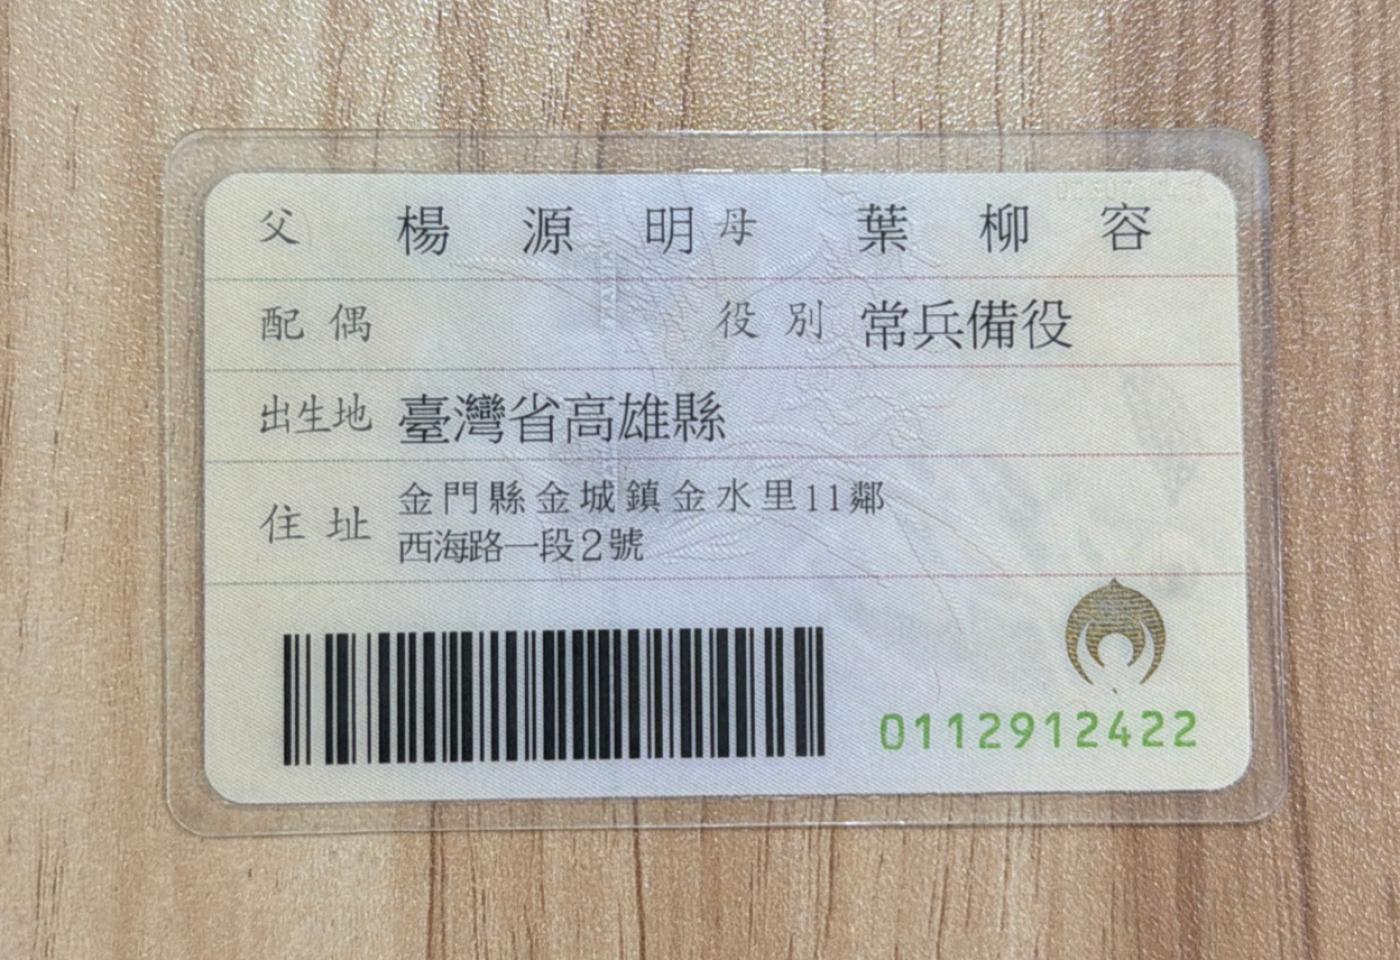 父 楊源明 母 葉柳容
配偶 役別 常兵備役
出生地 臺灣省高雄縣
住址 金門縣金城鎮金水里11鄰
西海路一段2號
0112912422